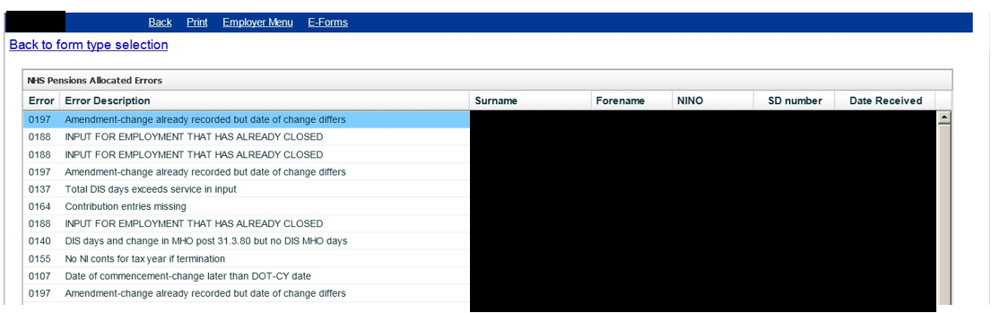 Back Print Employer Menu E-Forms
Back to form type selection
NHS Pensions Allocated Errors
Error Error Description Surname Forename NINO SD number Date Received
0197 Amendment-change already recorded but date of change differs
0188 INPUT FOR EMPLOYMENT THAT HAS ALREADY CLOSED
0188 INPUT FOR EMPLOYMENT THAT HAS ALREADY CLOSED
0197 Amendment-change already recorded but date of change differs
0137 Total DIS days exceeds service in input
0164 Contribution entries missing
0188 INPUT FOR EMPLOYMENT THAT HAS ALREADY CLOSED
0140 DIS days and change in MHO post 31.3.80 but no DIS MHO days
0155 No NI conts for tax year if termination
0107 Date of commencement-change later than DOT-CY date
0197 Amendment-change already recorded but date of change differs